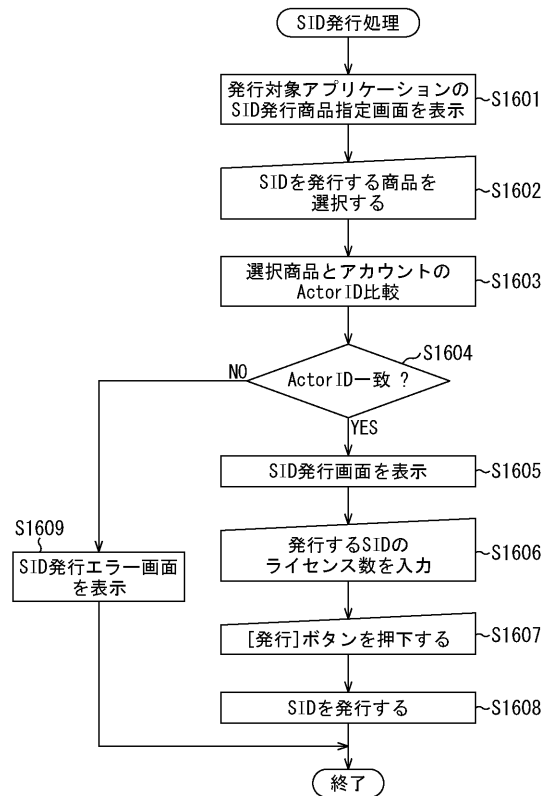 SID発行処理
発行対象アプリケーションの
SID発行商品指定画面を表示
S1601
SIDを発行する商品を
選択する
S1602
選択商品とアカウントの
ActorID比較
S1603
S1604
ActorID一致 ?
NO
YES
SID発行画面を表示
S1605
発行するSIDの
ライセンス数を入力
S1606
S1609
SID発行エラー画面
を表示
[発行]ボタンを押下する
S1607
SIDを発行する
S1608
終了